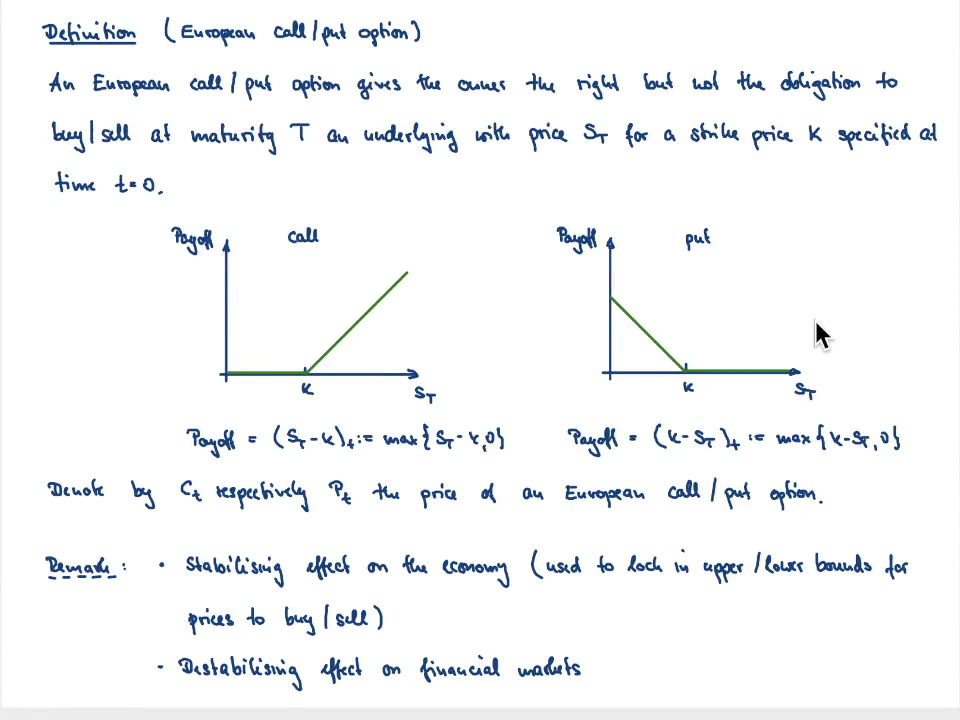 Definition (European call/put option)
An European call/put option gives the owner the right but not the obligation to
buy/sell at maturity T an underlying with price S_T for a strike price K specified at
time t=0.
Payoff call
K S_T
Payoff = (S_T-K)_+ := max{S_T-K,0}
Payoff put
K S_T
Payoff = (K-S_T)_+ := max{K-S_T,0}
Denote by C_t respectively P_t the price of an European call/put option.
Remark: · Stabilising effect on the economy (used to lock in upper/lower bounds for
prices to buy/sell)
· Destabilising effect on financial markets